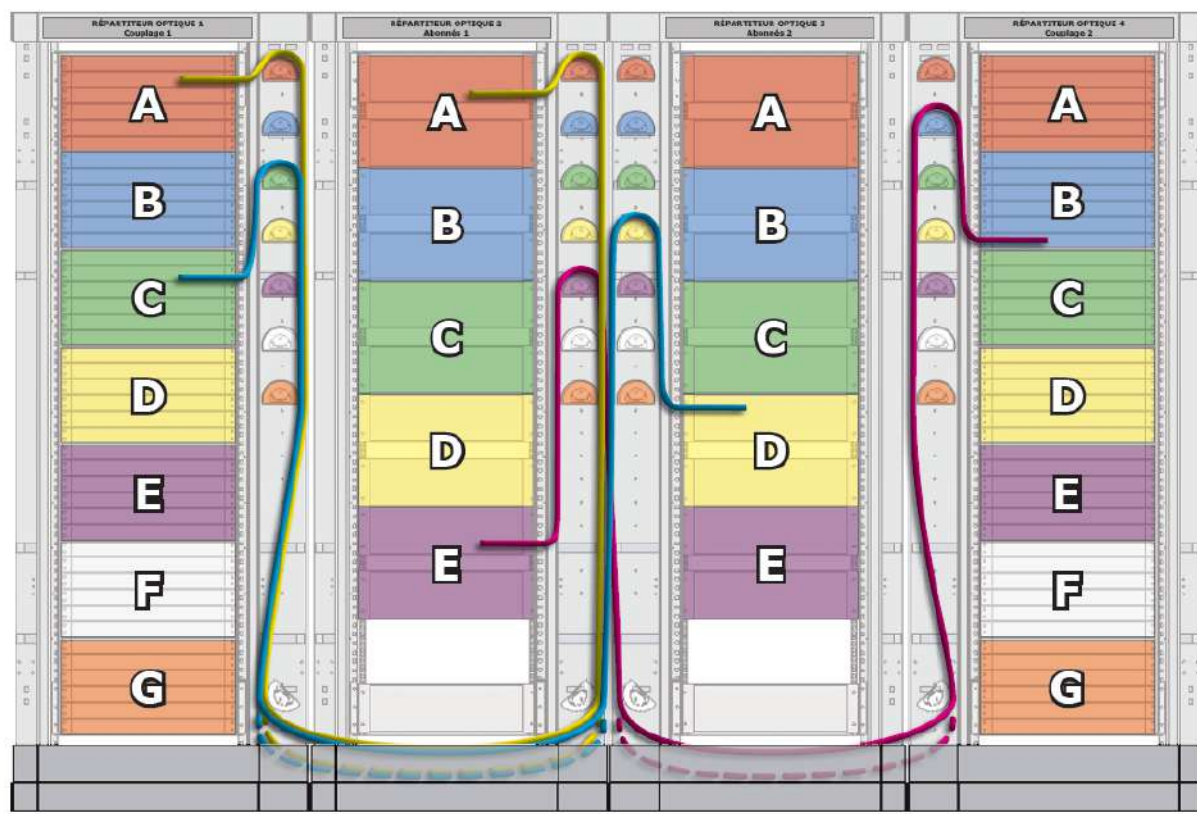 RÉPARTITEUR OPTIQUE 1
Couplage 1
RÉPARTITEUR OPTIQUE 2
Abonnés 1
RÉPARTITEUR OPTIQUE 3
Abonnés 2
RÉPARTITEUR OPTIQUE 4
Couplage 2
A
B
C
D
E
F
G
A
B
C
D
E
A
B
C
D
E
A
B
C
D
E
F
G